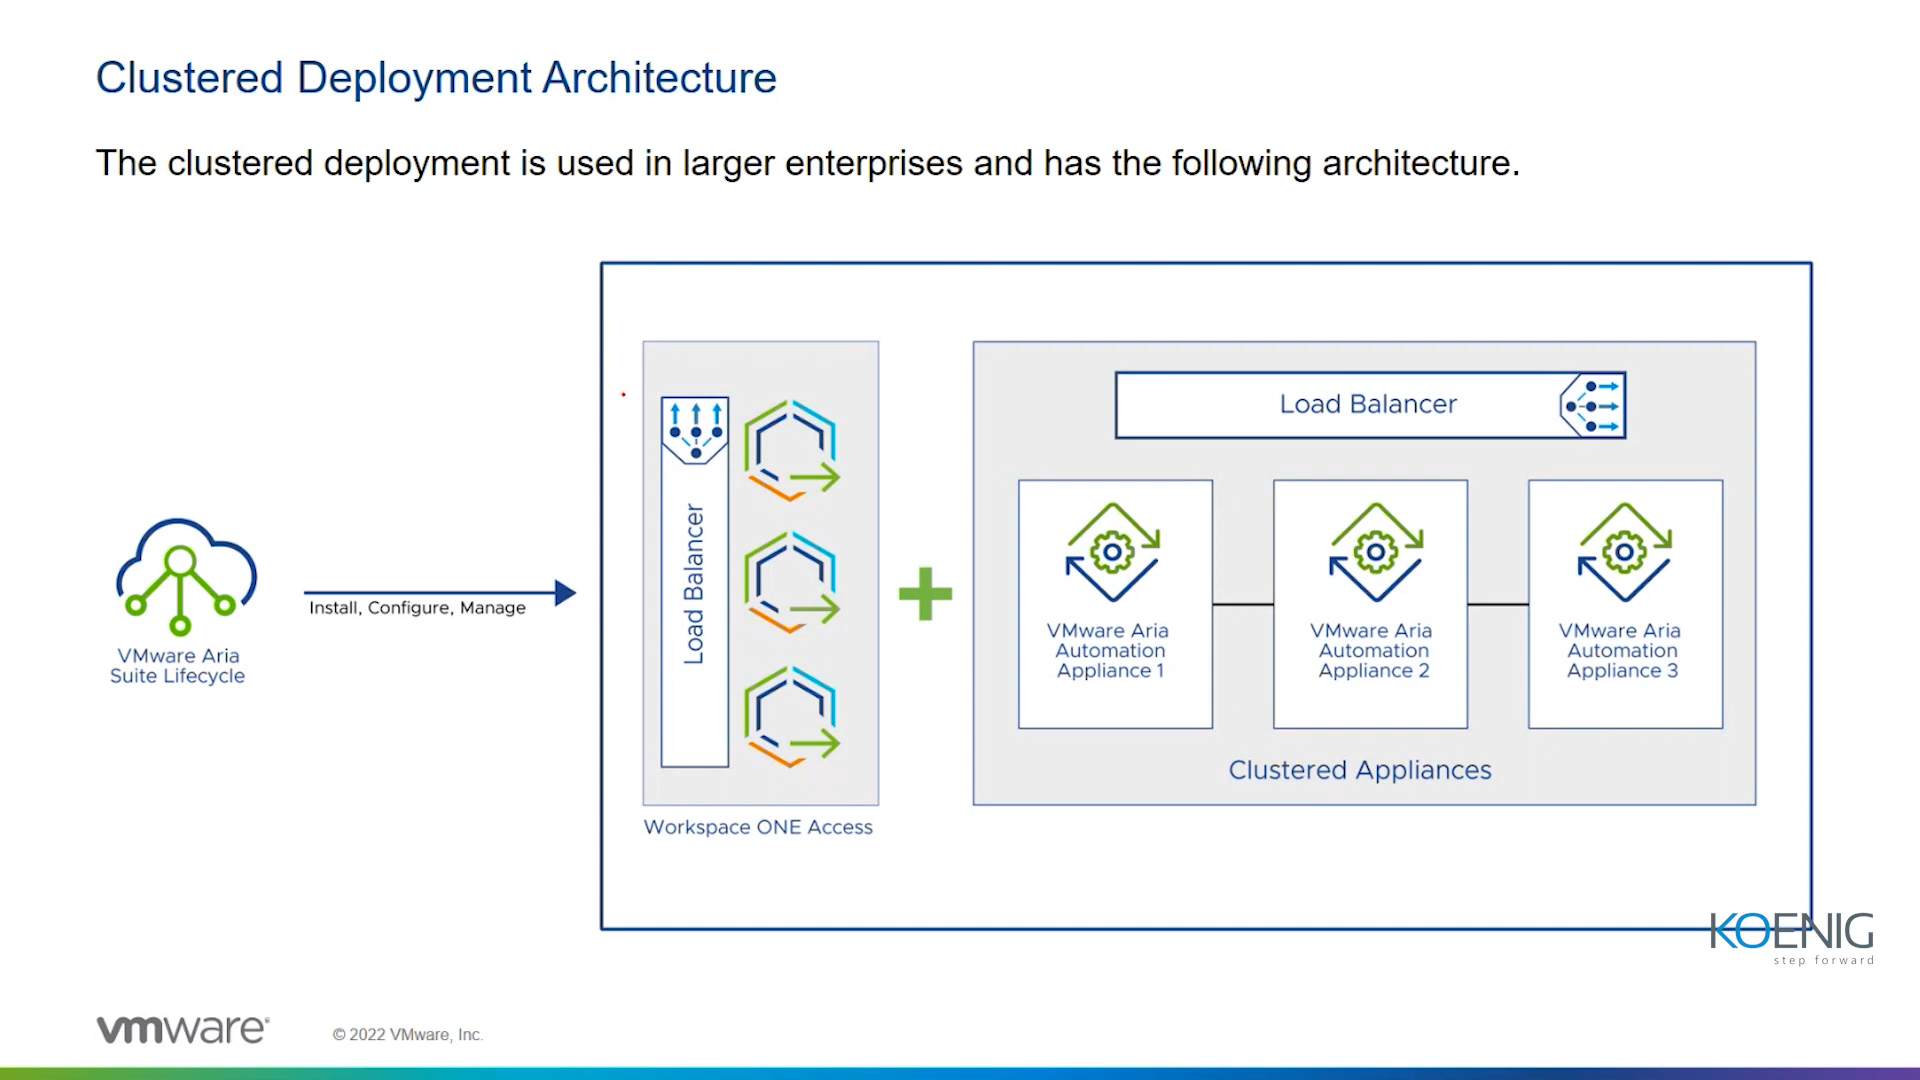 Clustered Deployment Architecture
The clustered deployment is used in larger enterprises and has the following architecture.
VMware Aria
Suite Lifecycle
Install, Configure, Manage
Load Balancer
Workspace ONE Access
Load Balancer
VMware Aria
Automation
Appliance 1
VMware Aria
Automation
Appliance 2
VMware Aria
Automation
Appliance 3
Clustered Appliances
KOENIG
step forward
vmware®
© 2022 VMware, Inc.